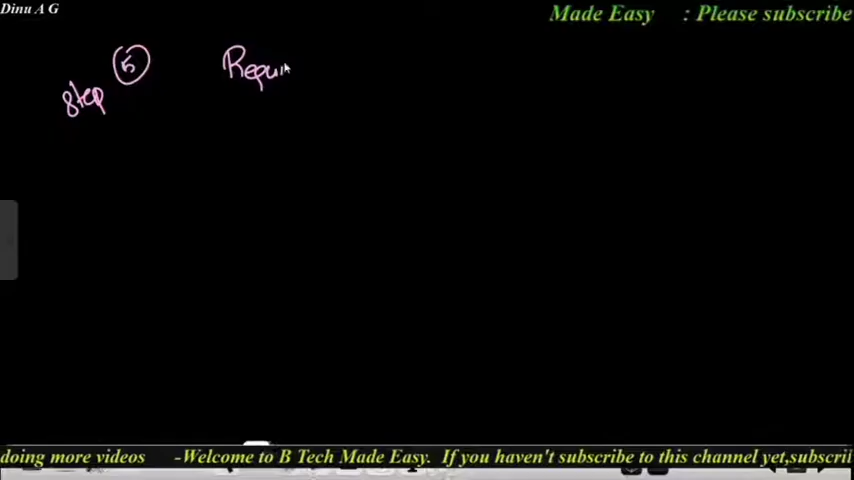 Dinu A G
Made Easy : Please subscribe
step 5 Requi
doing more videos -Welcome to B Tech Made Easy. If you haven't subscribe to this channel yet,subscri